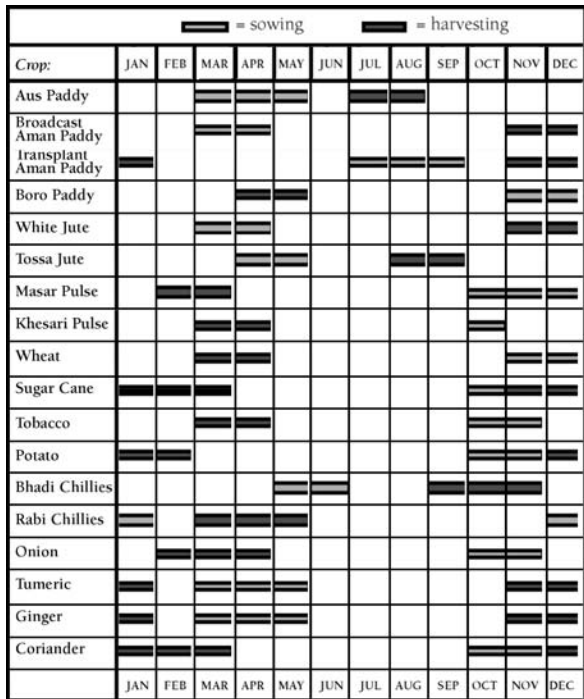 = sowing = harvesting
Crop: JAN FEB MAR APR MAY JUN JUL AUG SEP OCT NOV DEC
Aus Paddy
Broadcast
Aman Paddy
Transplant
Aman Paddy
Boro Paddy
White Jute
Tossa Jute
Masar Pulse
Khesari Pulse
Wheat
Sugar Cane
Tobacco
Potato
Bhadi Chillies
Rabi Chillies
Onion
Tumeric
Ginger
Coriander
JAN FEB MAR APR MAY JUN JUL AUG SEP OCT NOV DEC